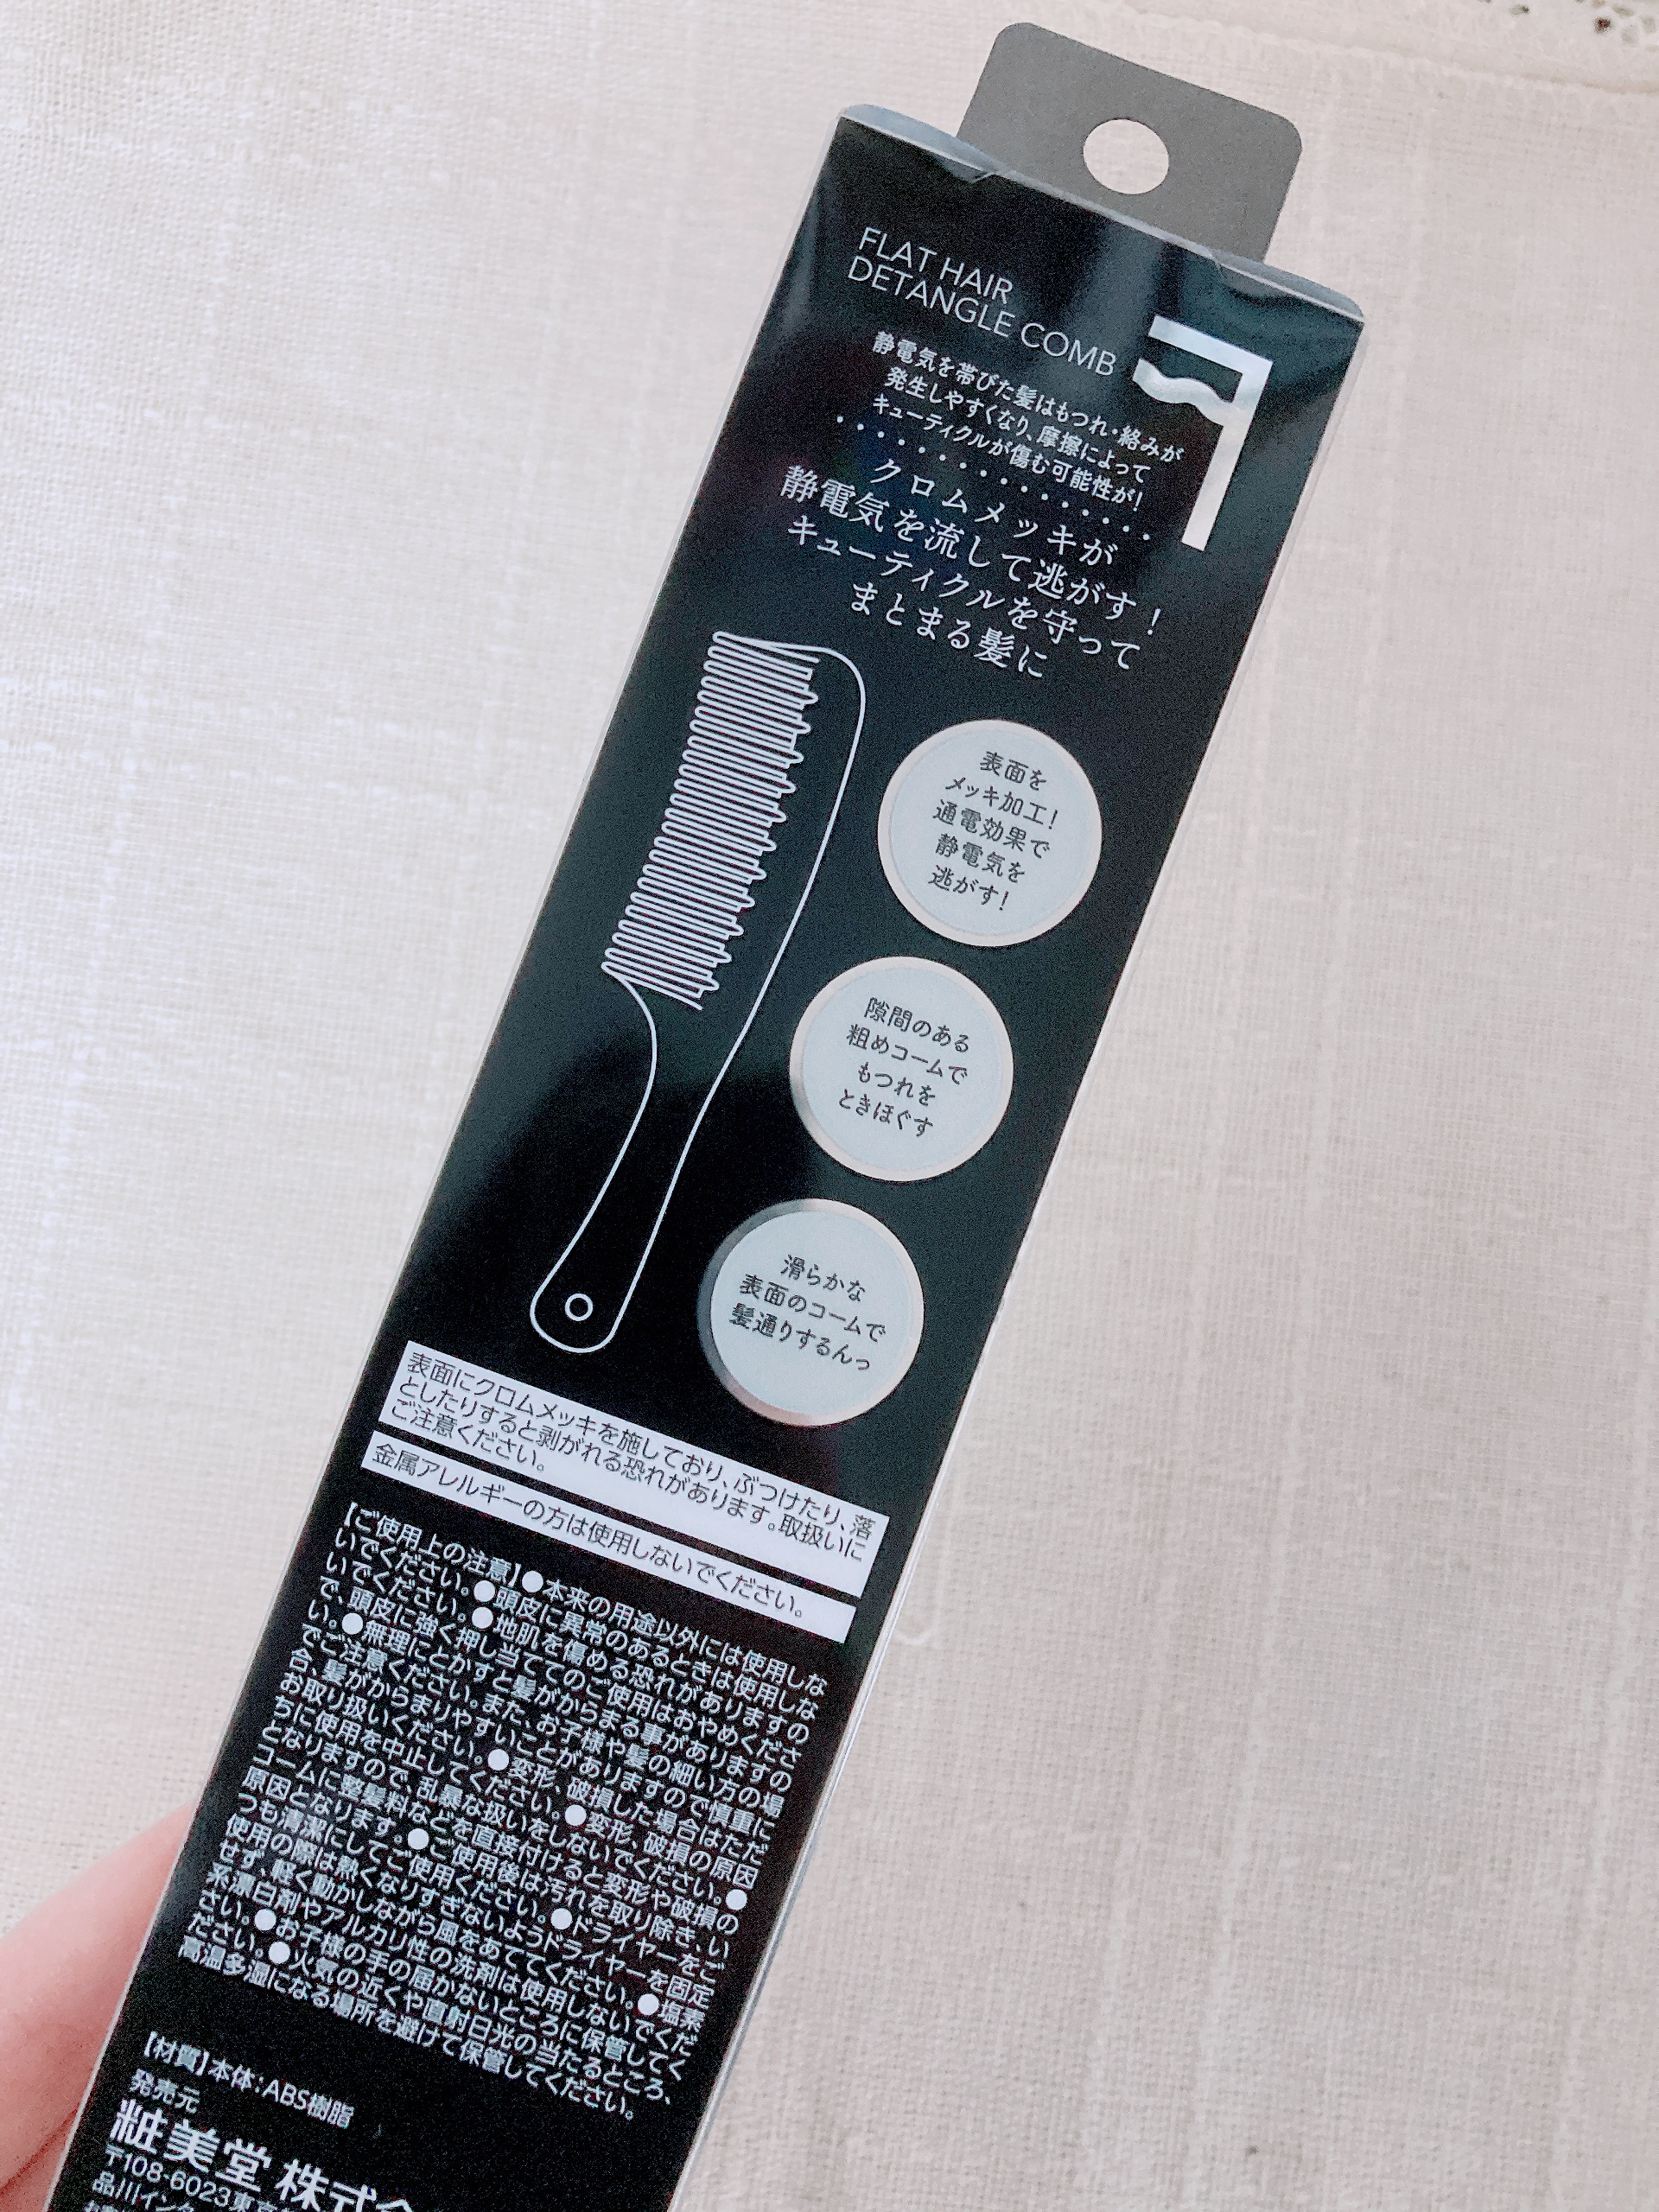 FLAT HAIR
DETANGLE COMB
静電気を帯びた髪はもつれ・絡みが
発生しやすくなり、摩擦によって
キューティクルが傷む可能性が!
クロムメッキが
静電気を流して逃がす!
キューティクルを守って
まとまる髪に
表面を
メッキ加工!
通電効果で
静電気を
逃がす!
隙間のある
粗めコームで
もつれを
ときほぐす
滑らかな
表面のコームで
髪通りするんっ
表面にクロムメッキを施しており、ぶつけたり、落
としたりすると剥がれる恐れがあります。取扱いに
ご注意ください。
金属アレルギーの方は使用しないでください。
【ご使用上の注意】●本来の用途以外には使用しな
いでください。●頭皮に異常のあるときは使用しな
いでください。●地肌を傷める恐れがありますの
で、頭皮に強く押し当ててのご使用はおやめくださ
い。●無理にとかすと髪がからまる事がありますの
でご注意ください。また、お子様や髪の細い方の場
合、髪がからまりやすいことがありますので慎重に
お取り扱いください。●変形、破損した場合はただ
ちに使用を中止してください。●変形、破損の原因
となりますので、乱暴な扱いをしないでください。●
コームに整髪料などを直接付けると変形や破損の
原因となります。●ご使用後は汚れを取り除き、い
つも清潔にしてご使用ください。●ドライヤーをご
使用の際は熱くなりすぎないようドライヤーを固定
せず、軽く動かしながら風をあててください。●塩素
系漂白剤やアルカリ性の洗剤は使用しないでくだ
さい。●お子様の手の届かないところに保管してく
ださい。●火気の近くや直射日光の当たるところ、
高温多湿になる場所を避けて保管してください。
【材質】本体:ABS樹脂
発売元
粧美堂 株式会
〒108-6023東京
品川インタ